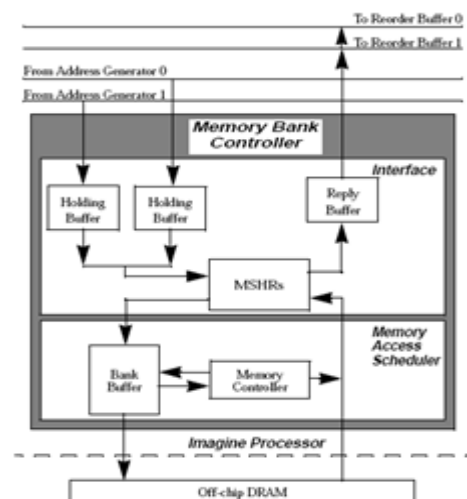 To Reorder Buffer 0
To Reorder Buffer 1
From Address Generator 0
From Address Generator 1
Memory Bank
Controller
Interface
Holding
Buffer
Holding
Buffer
Reply
Buffer
MSHRs
Memory
Access
Scheduler
Bank
Buffer
Memory
Controller
Imagine Processor
Off-chip DRAM